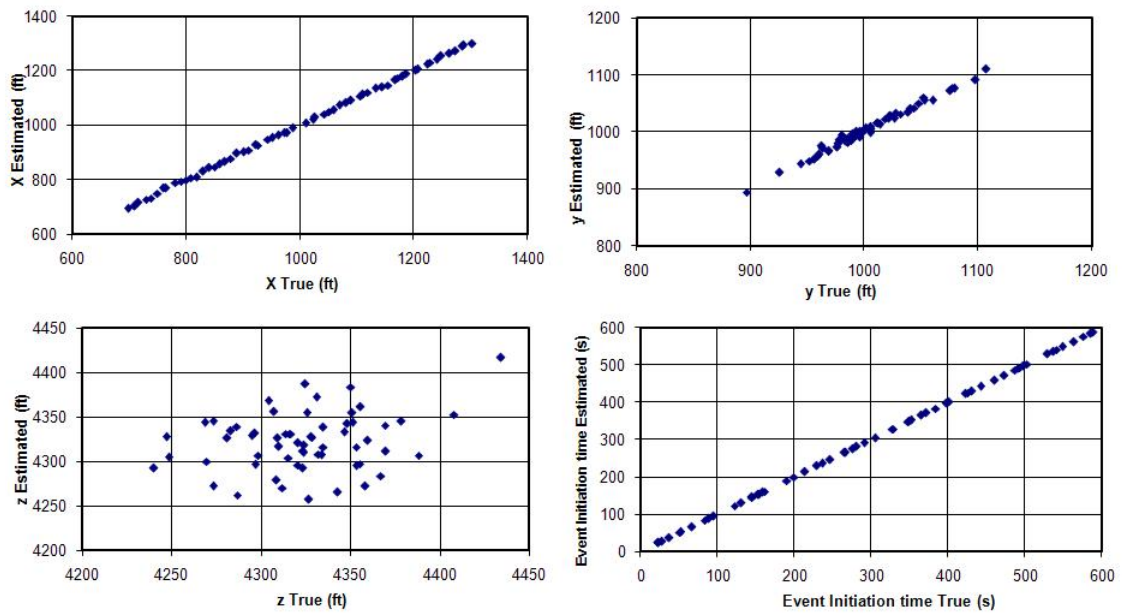 1400
1200
1000
800
600
X Estimated (ft)
600 800 1000 1200 1400
X True (ft)
1200
1100
1000
900
800
y Estimated (ft)
800 900 1000 1100 1200
y True (ft)
4450
4400
4350
4300
4250
4200
z Estimated (ft)
4200 4250 4300 4350 4400 4450
z True (ft)
600
500
400
300
200
100
0
Event Initiation time Estimated (s)
0 100 200 300 400 500 600
Event Initiation time True (s)